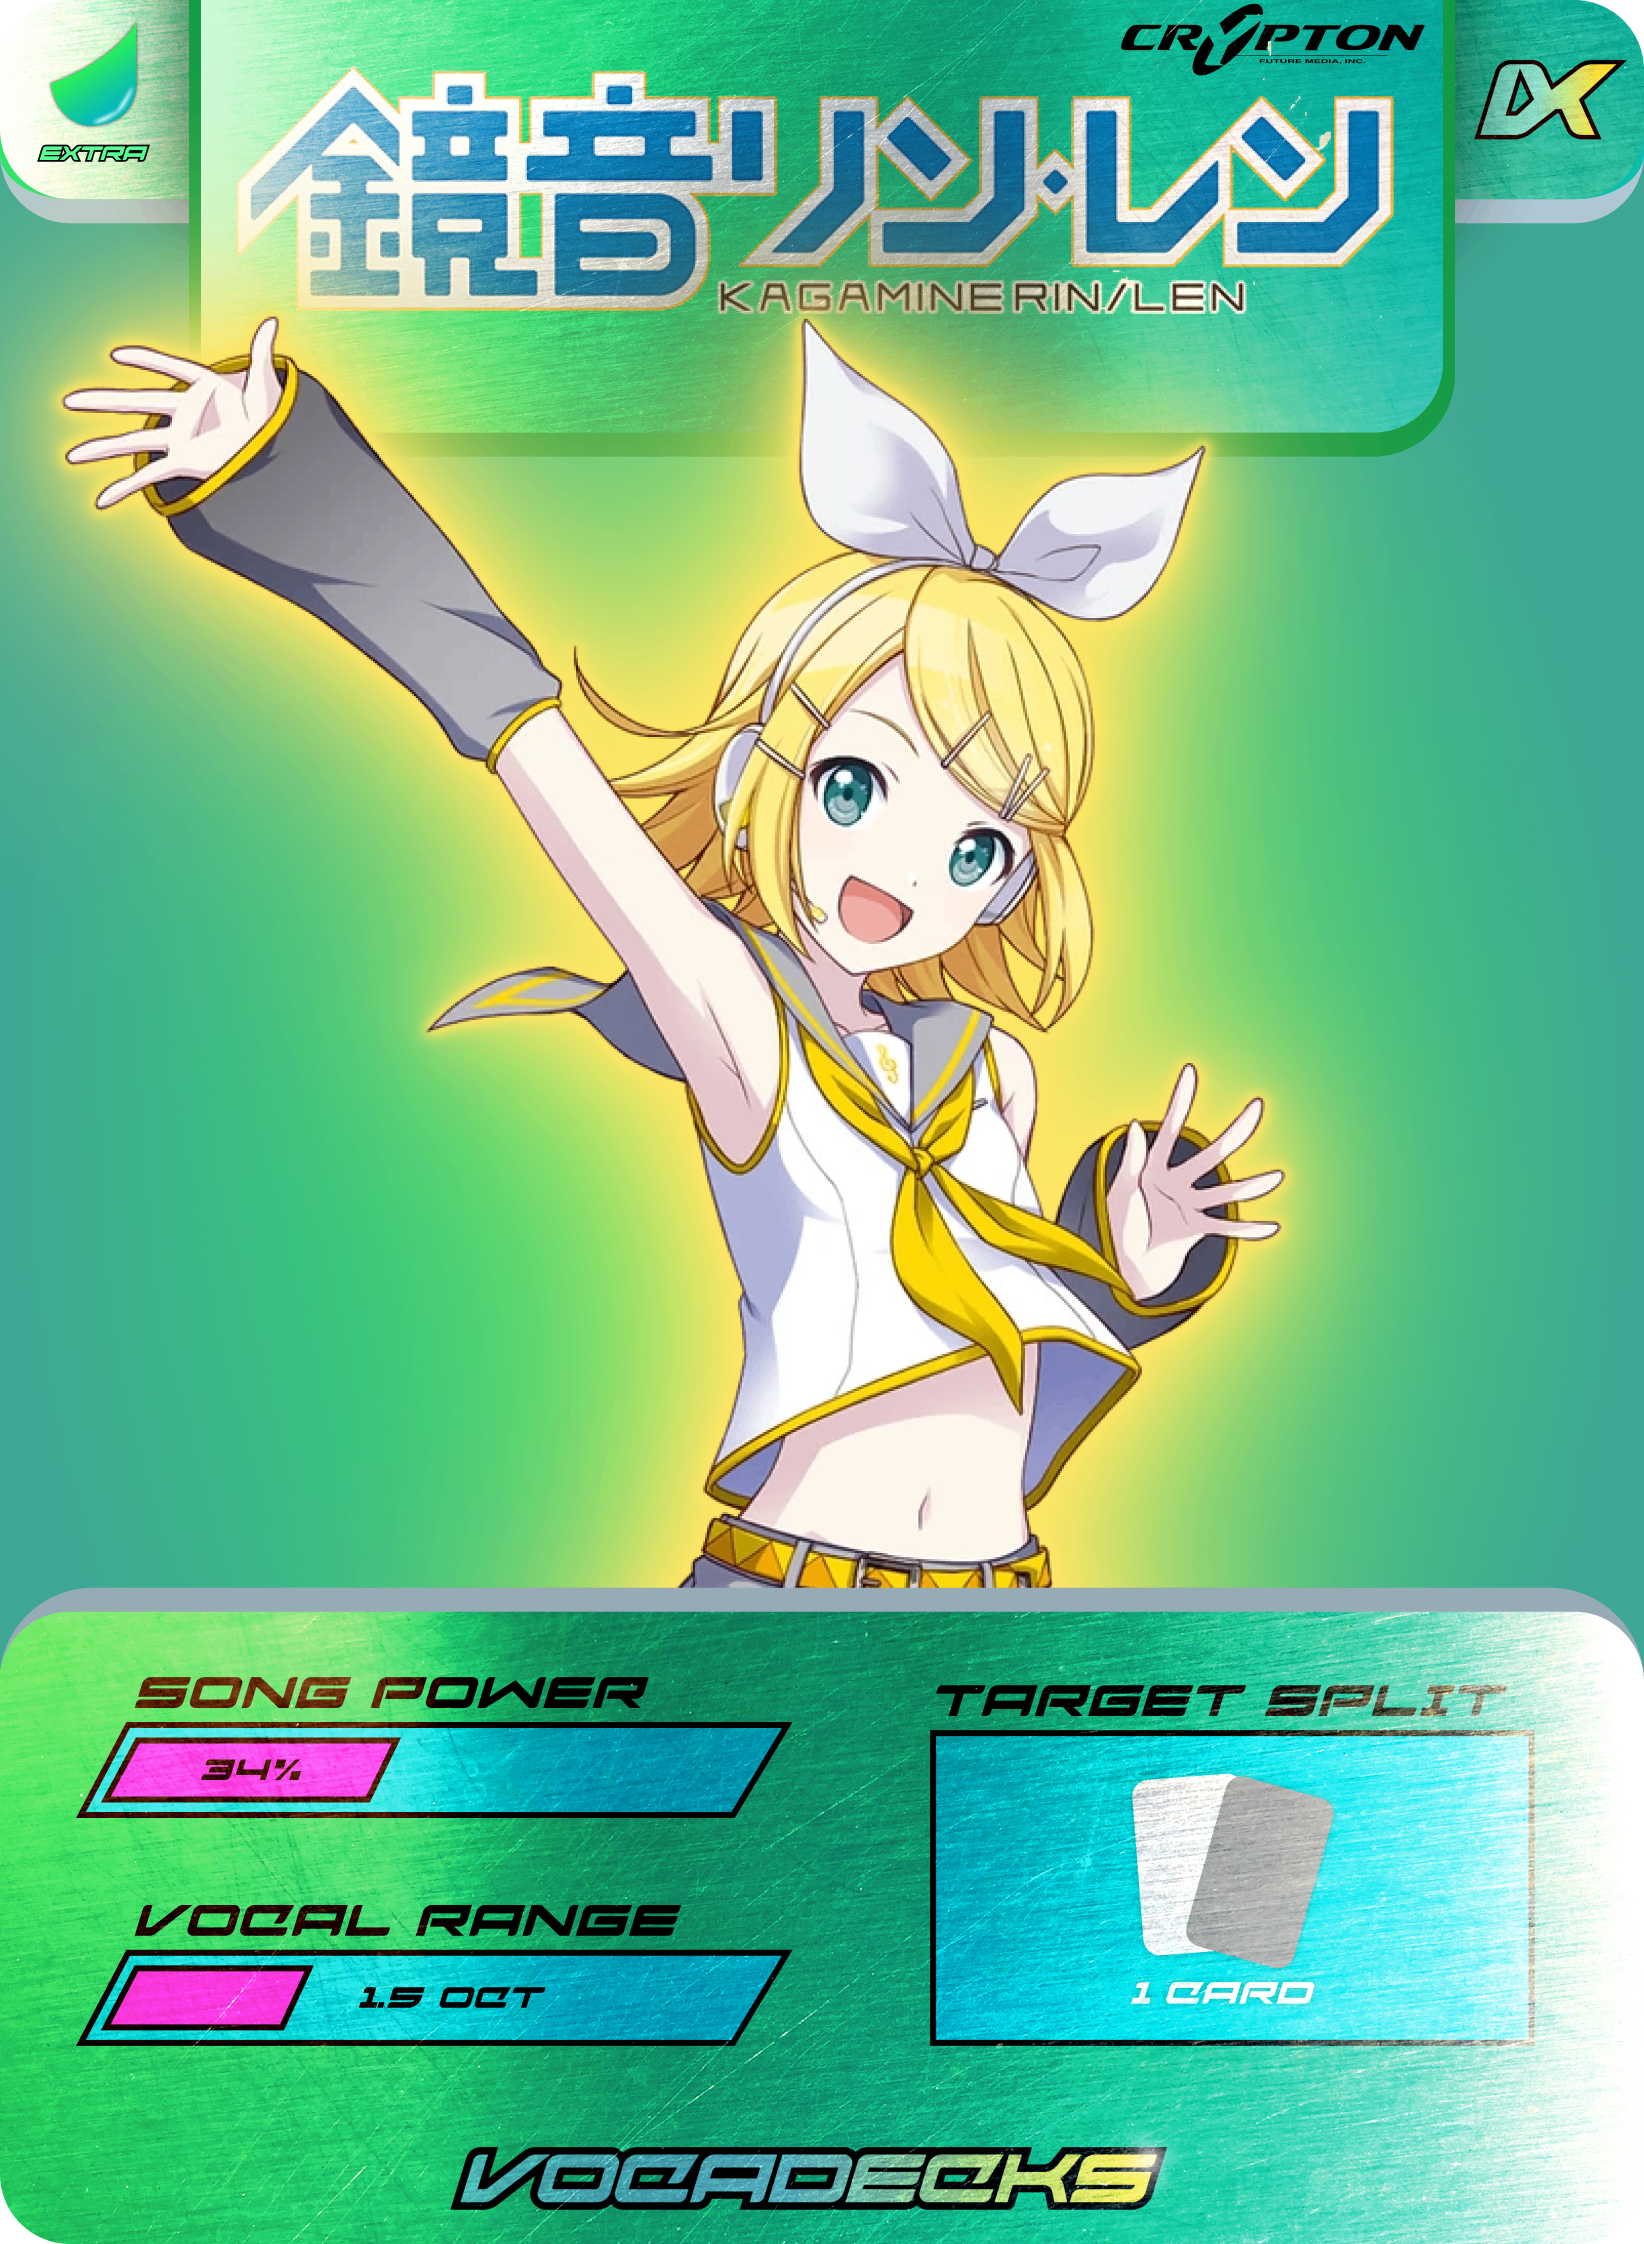 EXTRA
CRYPTON
FUTURE MEDIA, INC.
DX
鏡音リン・レン
KAGAMINE RIN/LEN
SONG POWER
34%
TARGET SPLIT
1 CARD
VOCAL RANGE
1.5 OCT
VOCADECKS